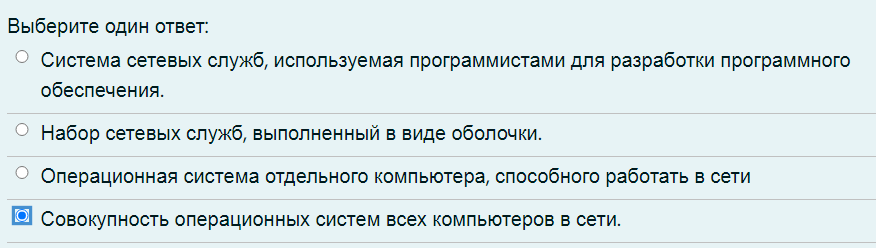 Выберите один ответ:
Система сетевых служб, используемая программистами для разработки программного
обеспечения.
Набор сетевых служб, выполненный в виде оболочки.
Операционная система отдельного компьютера, способного работать в сети
Совокупность операционных систем всех компьютеров в сети.